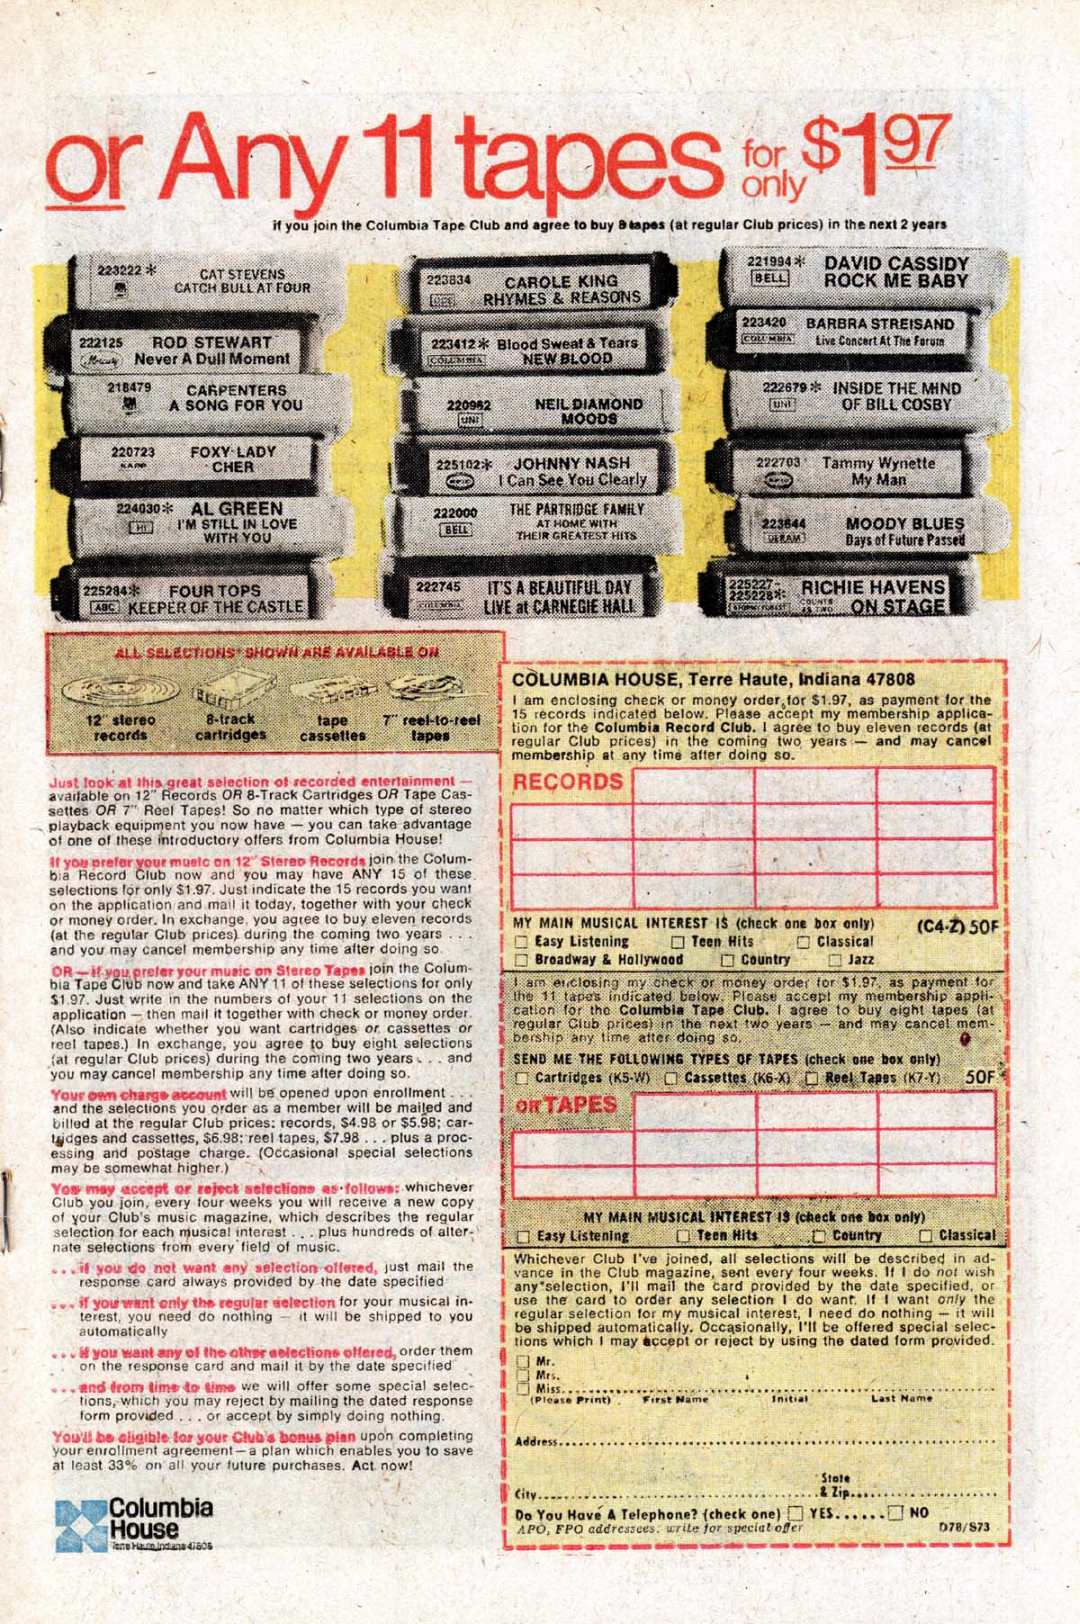 or Any 11 tapes for only $1.97
if you join the Columbia Tape Club and agree to buy 8 tapes (at regular Club prices) in the next 2 years
223222 *
CAT STEVENS
CATCH BULL AT FOUR
222125
ROD STEWART
Never A Dull Moment
218479
CARPENTERS
A SONG FOR YOU
220723
FOXY LADY
CHER
KAPP
224030 *
AL GREEN
HI
I'M STILL IN LOVE
WITH YOU
225284 *
FOUR TOPS
ABC
KEEPER OF THE CASTLE
223834
CAROLE KING
ODE
RHYMES & REASONS
223412 *
Blood Sweat & Tears
COLUMBIA
NEW BLOOD
220962
NEIL DIAMOND
UNI
MOODS
225102 *
JOHNNY NASH
EPIC
I Can See You Clearly
222000
THE PARTRIDGE FAMILY
BELL
AT HOME WITH
THEIR GREATEST HITS
222745
IT'S A BEAUTIFUL DAY
COLUMBIA
LIVE at CARNEGIE HALL
221994 *
DAVID CASSIDY
BELL
ROCK ME BABY
223420
BARBRA STREISAND
COLUMBIA
Live Concert At The Forum
222679 *
INSIDE THE MIND
UNI
OF BILL COSBY
222703
Tammy Wynette
EPIC
My Man
223644
MOODY BLUES
DERAM
Days of Future Passed
225227-
225228 *
RICHIE HAVENS
COUNTS
AS TWO
ON STAGE
ALL SELECTIONS* SHOWN ARE AVAILABLE ON
12" stereo
records
8-track
cartridges
tape
cassettes
7" reel-to-reel
tapes
Just look at this great selection of recorded entertainment —
available on 12" Records OR 8-Track Cartridges OR Tape Cas-
settes OR 7" Reel Tapes! So no matter which type of stereo
playback equipment you now have — you can take advantage
of one of these introductory offers from Columbia House!
If you prefer your music on 12" Stereo Records join the Colum-
bia Record Club now and you may have ANY 15 of these
selections for only $1.97. Just indicate the 15 records you want
on the application and mail it today, together with your check
or money order. In exchange, you agree to buy eleven records
(at the regular Club prices) during the coming two years . . .
and you may cancel membership any time after doing so.
OR — if you prefer your music on Stereo Tapes join the Colum-
bia Tape Club now and take ANY 11 of these selections for only
$1.97. Just write in the numbers of your 11 selections on the
application — then mail it together with check or money order.
(Also indicate whether you want cartridges or cassettes or
reel tapes.) In exchange, you agree to buy eight selections
(at regular Club prices) during the coming two years . . . and
you may cancel membership any time after doing so.
Your own charge account will be opened upon enrollment . . .
and the selections you order as a member will be mailed and
billed at the regular Club prices: records, $4.98 or $5.98; car-
tridges and cassettes, $6.98; reel tapes, $7.98 . . . plus a proc-
essing and postage charge. (Occasional special selections
may be somewhat higher.)
You may accept or reject selections as follows: whichever
Club you join, every four weeks you will receive a new copy
of your Club's music magazine, which describes the regular
selection for each musical interest . . . plus hundreds of alter-
nate selections from every field of music.
. . . if you do not want any selection offered, just mail the
response card always provided by the date specified
. . . if you want only the regular selection for your musical in-
terest, you need do nothing — it will be shipped to you
automatically
. . . if you want any of the other selections offered, order them
on the response card and mail it by the date specified
. . . and from time to time we will offer some special selec-
tions, which you may reject by mailing the dated response
form provided . . . or accept by simply doing nothing.
You'll be eligible for your Club's bonus plan upon completing
your enrollment agreement — a plan which enables you to save
at least 33% on all your future purchases. Act now!
Columbia
House
Terre Haute, Indiana 47808
COLUMBIA HOUSE, Terre Haute, Indiana 47808
I am enclosing check or money order for $1.97, as payment for the
15 records indicated below. Please accept my membership applica-
tion for the Columbia Record Club. I agree to buy eleven records (at
regular Club prices) in the coming two years — and may cancel
membership at any time after doing so.
RECORDS
MY MAIN MUSICAL INTEREST IS (check one box only)
(C4-Z) 50F
☐ Easy Listening ☐ Teen Hits ☐ Classical
☐ Broadway & Hollywood ☐ Country ☐ Jazz
I am enclosing my check or money order for $1.97, as payment for
the 11 tapes indicated below. Please accept my membership appli-
cation for the Columbia Tape Club. I agree to buy eight tapes (at
regular Club prices) in the next two years — and may cancel mem-
bership any time after doing so.
SEND ME THE FOLLOWING TYPES OF TAPES (check one box only)
☐ Cartridges (K5-W) ☐ Cassettes (K6-X) ☐ Reel Tapes (K7-Y) 50F
OR TAPES
MY MAIN MUSICAL INTEREST IS (check one box only)
☐ Easy Listening ☐ Teen Hits ☐ Country ☐ Classical
Whichever Club I've joined, all selections will be described in ad-
vance in the Club magazine, sent every four weeks. If I do not wish
any selection, I'll mail the card provided by the date specified, or
use the card to order any selection I do want. If I want only the
regular selection for my musical interest, I need do nothing — it will
be shipped automatically. Occasionally, I'll be offered special selec-
tions which I may accept or reject by using the dated form provided.
☐ Mr.
☐ Mrs.
☐ Miss
(Please Print) First Name Initial Last Name
Address
City State & Zip
Do You Have A Telephone? (check one) ☐ YES...... ☐ NO
APO, FPO addressees: write for special offer D78/S73